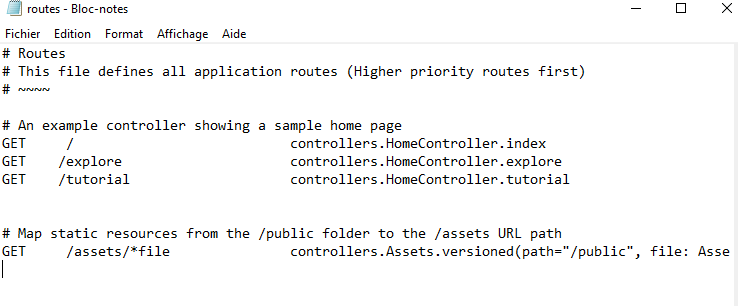 routes - Bloc-notes
Fichier Edition Format Affichage Aide
# Routes
# This file defines all application routes (Higher priority routes first)
# ~~~~
# An example controller showing a sample home page
GET     /                           controllers.HomeController.index
GET    /explore                     controllers.HomeController.explore
GET    /tutorial                    controllers.HomeController.tutorial
# Map static resources from the /public folder to the /assets URL path
GET     /assets/*file               controllers.Assets.versioned(path="/public", file: Asse